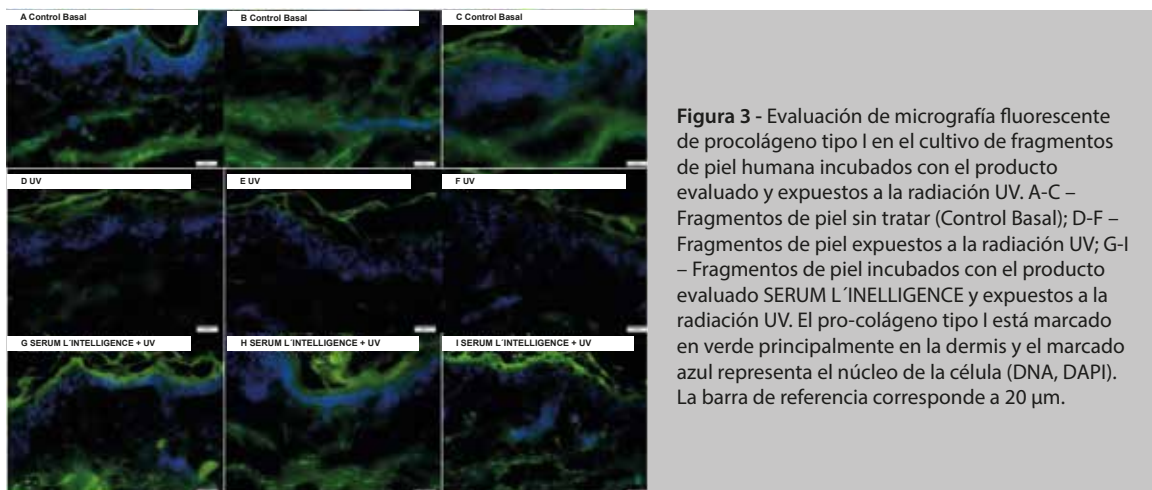 A Control Basal
B Control Basal
C Control Basal
D UV
E UV
F UV
G SERUM L´INTELLIGENCE + UV
H SERUM L´INTELLIGENCE + UV
I SERUM L´INTELLIGENCE + UV
Figura 3 - Evaluación de micrografía fluorescente
de procolágeno tipo I en el cultivo de fragmentos
de piel humana incubados con el producto
evaluado y expuestos a la radiación UV. A-C –
Fragmentos de piel sin tratar (Control Basal); D-F –
Fragmentos de piel expuestos a la radiación UV; G-I
– Fragmentos de piel incubados con el producto
evaluado SERUM L´INELLIGENCE y expuestos a la
radiación UV. El pro-colágeno tipo I está marcado
en verde principalmente en la dermis y el marcado
azul representa el núcleo de la célula (DNA, DAPI).
La barra de referencia corresponde a 20 µm.